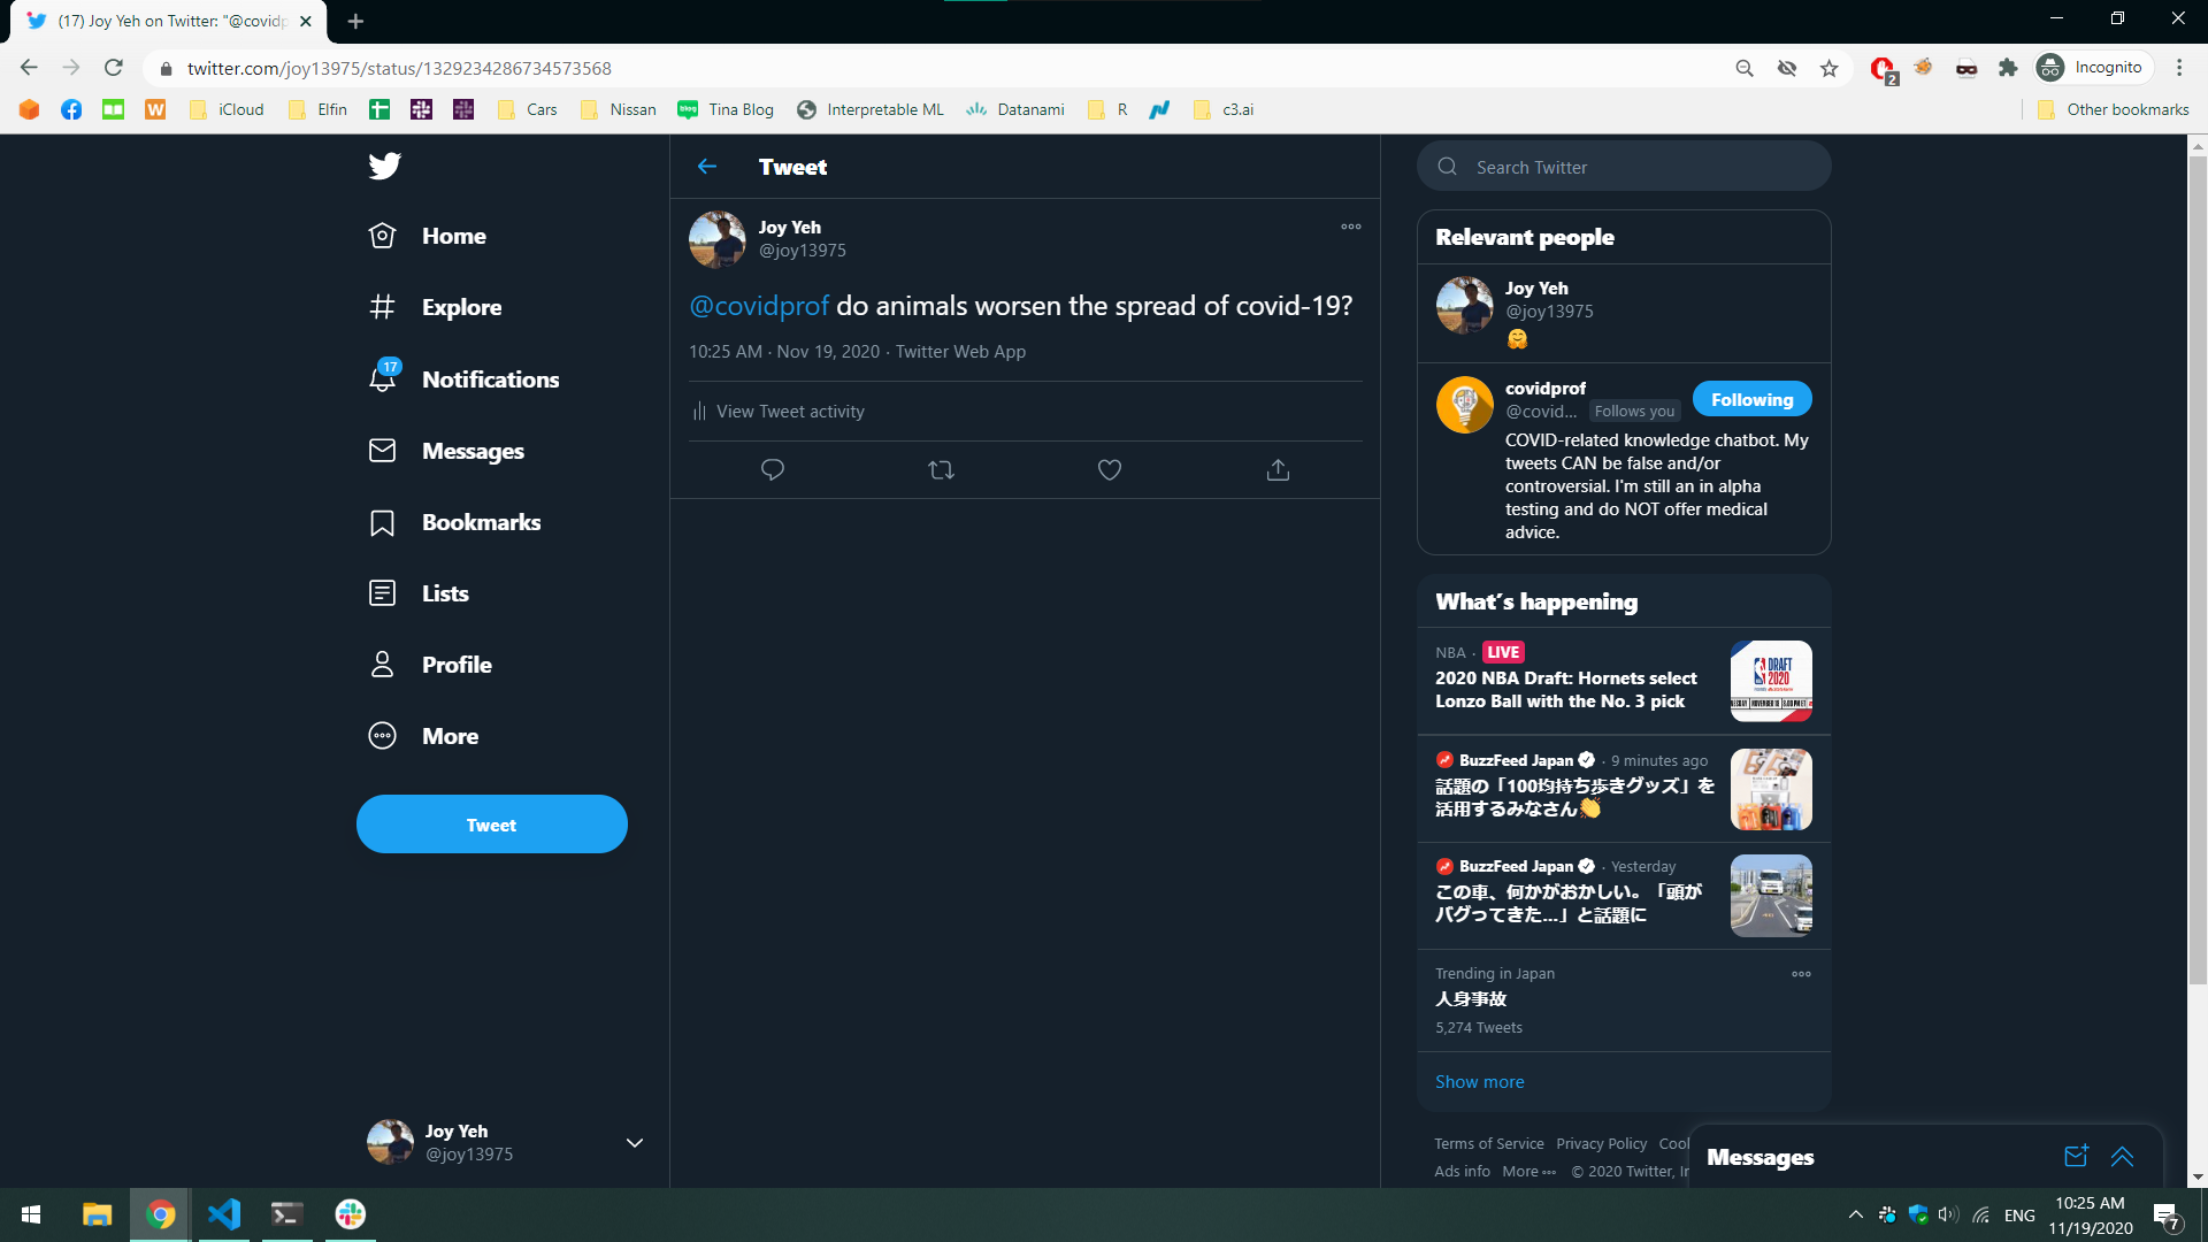 (17) Joy Yeh on Twitter: "@covidp
twitter.com/joy13975/status/1329234286734573568
2
Incognito
iCloud
Elfin
Cars
Nissan
Tina Blog
Interpretable ML
Datanami
R
c3.ai
Other bookmarks
Home
Explore
17
Notifications
Messages
Bookmarks
Lists
Profile
More
Tweet
Joy Yeh
@joy13975
Tweet
Joy Yeh
@joy13975
@covidprof do animals worsen the spread of covid-19?
10:25 AM · Nov 19, 2020 · Twitter Web App
View Tweet activity
Search Twitter
Relevant people
Joy Yeh
@joy13975
covidprof
@covid... Follows you
Following
COVID-related knowledge chatbot. My
tweets CAN be false and/or
controversial. I'm still an in alpha
testing and do NOT offer medical
advice.
What's happening
NBA · LIVE
2020 NBA Draft: Hornets select
Lonzo Ball with the No. 3 pick
DRAFT
2020
BuzzFeed Japan · 9 minutes ago
話題の「100均持ち歩きグッズ」を
活用するみなさん👏
BuzzFeed Japan · Yesterday
この車、何かがおかしい。「頭が
バグってきた…」と話題に
Trending in Japan
人身事故
5,274 Tweets
Show more
Terms of Service Privacy Policy
Ads info More © 2020 Twitter,
Messages
ENG
10:25 AM
11/19/2020
7